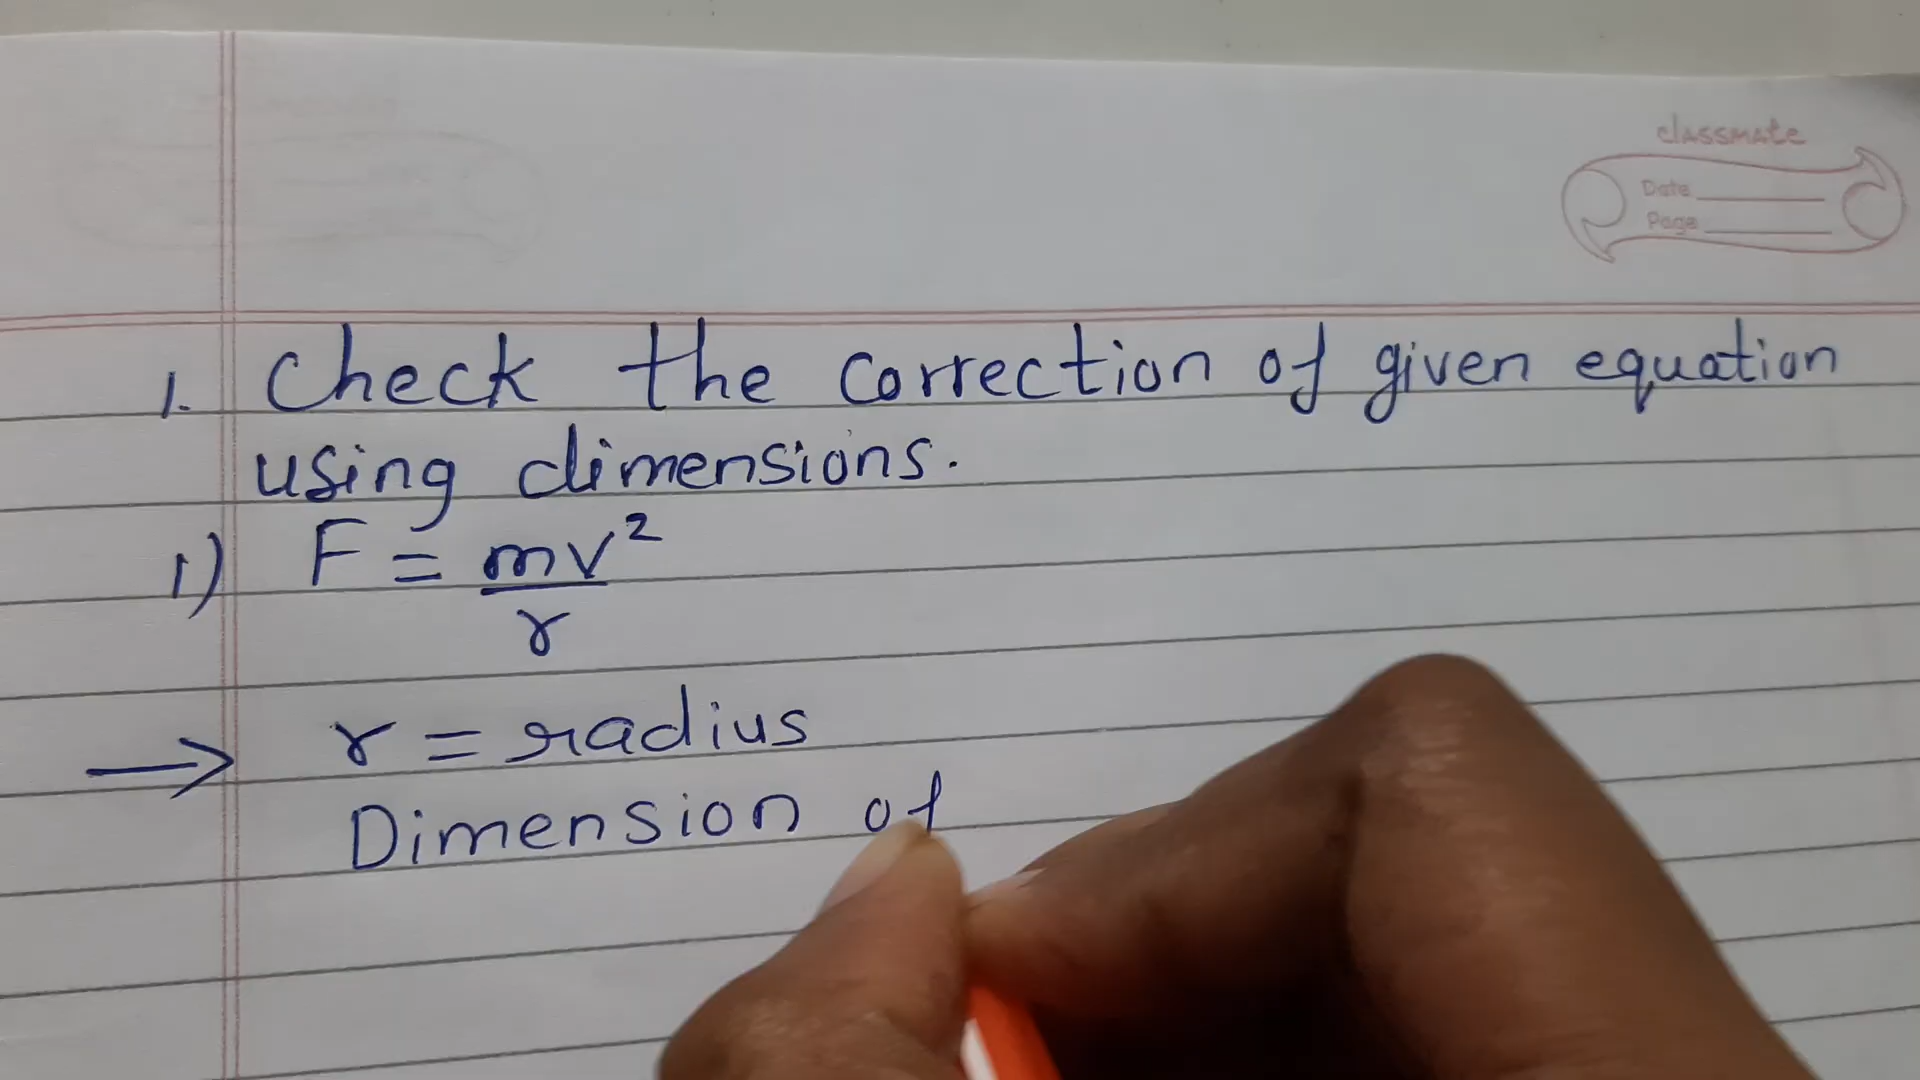 classmate
Date
Page
1. Check the correction of given equation
using dimensions.
1) F = mv²
r
→ r = radius
Dimension of